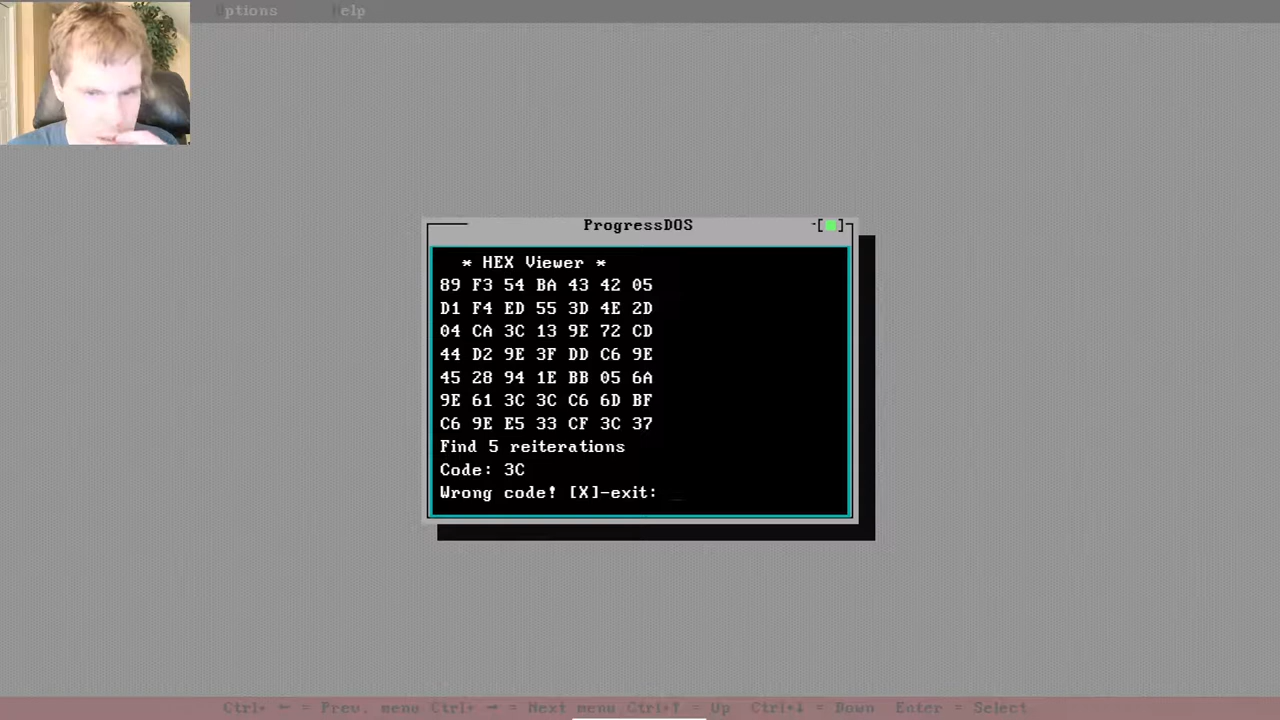 Options Help
ProgressDOS
* HEX Viewer *
89 F3 54 BA 43 42 05
D1 F4 ED 55 3D 4E 2D
04 CA 3C 13 9E 72 CD
44 D2 9E 3F DD C6 9E
45 28 94 1E BB 05 6A
9E 61 3C 3C C6 6D BF
C6 9E E5 33 CF 3C 37
Find 5 reiterations
Code: 3C
Wrong code! [X]-exit: _
Ctrl+ ← = Prev. menu Ctrl+ → = Next menu Ctrl+↑ = Up Ctrl+↓ = Down Enter = Select